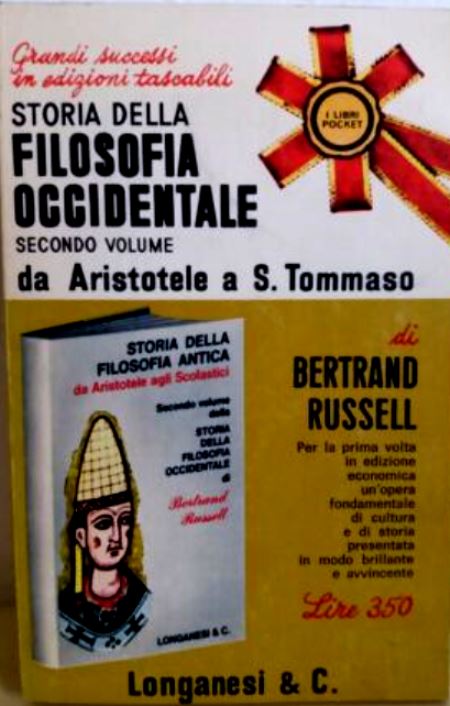 Grandi successi
in edizioni tascabili
I LIBRI
POCKET
STORIA DELLA
FILOSOFIA
OCCIDENTALE
SECONDO VOLUME
da Aristotele a S. Tommaso
STORIA DELLA
FILOSOFIA ANTICA
da Aristotele agli Scolastici
Secondo volume
della
STORIA
DELLA
FILOSOFIA
OCCIDENTALE
di
Bertrand
Russell
LONGANESI & C.
di
BERTRAND
RUSSELL
Per la prima volta
in edizione
economica
un'opera
fondamentale
di cultura
e di storia
presentata
in modo brillante
e avvincente
Lire 350
Longanesi & C.